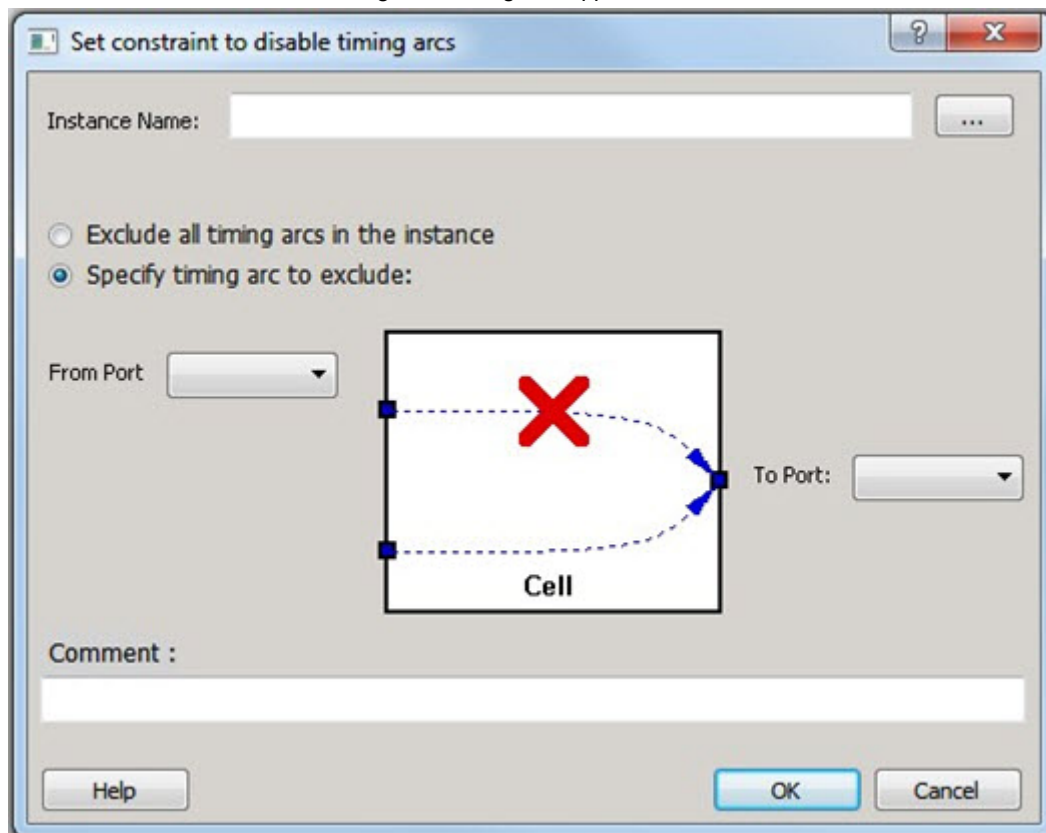 Set constraint to disable timing arcs
Instance Name:
...
Exclude all timing arcs in the instance
Specify timing arc to exclude:
From Port
To Port:
Cell
Comment :
Help
OK
Cancel